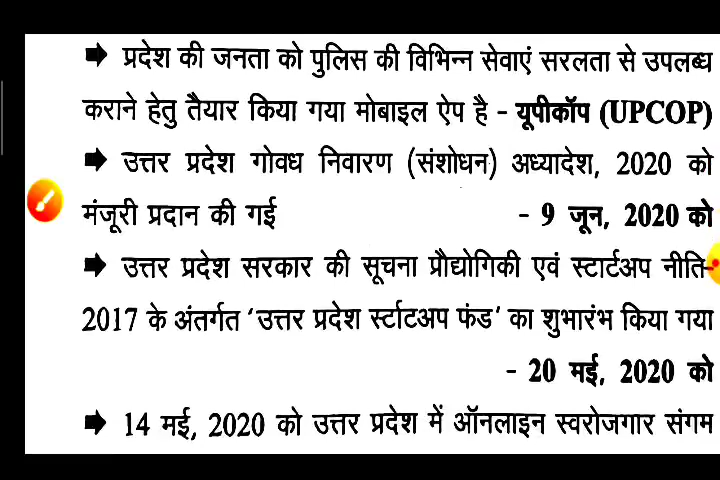 ➡ प्रदेश की जनता को पुलिस की विभिन्न सेवाएं सरलता से उपलब्ध
कराने हेतु तैयार किया गया मोबाइल ऐप है - यूपीकॉप (UPCOP)
➡ उत्तर प्रदेश गोवध निवारण (संशोधन) अध्यादेश, 2020 को
मंजूरी प्रदान की गई - 9 जून, 2020 को
➡ उत्तर प्रदेश सरकार की सूचना प्रौद्योगिकी एवं स्टार्टअप नीति-
2017 के अंतर्गत ‘उत्तर प्रदेश र्स्टाटअप फंड’ का शुभारंभ किया गया
- 20 मई, 2020 को
➡ 14 मई, 2020 को उत्तर प्रदेश में ऑनलाइन स्वरोजगार संगम